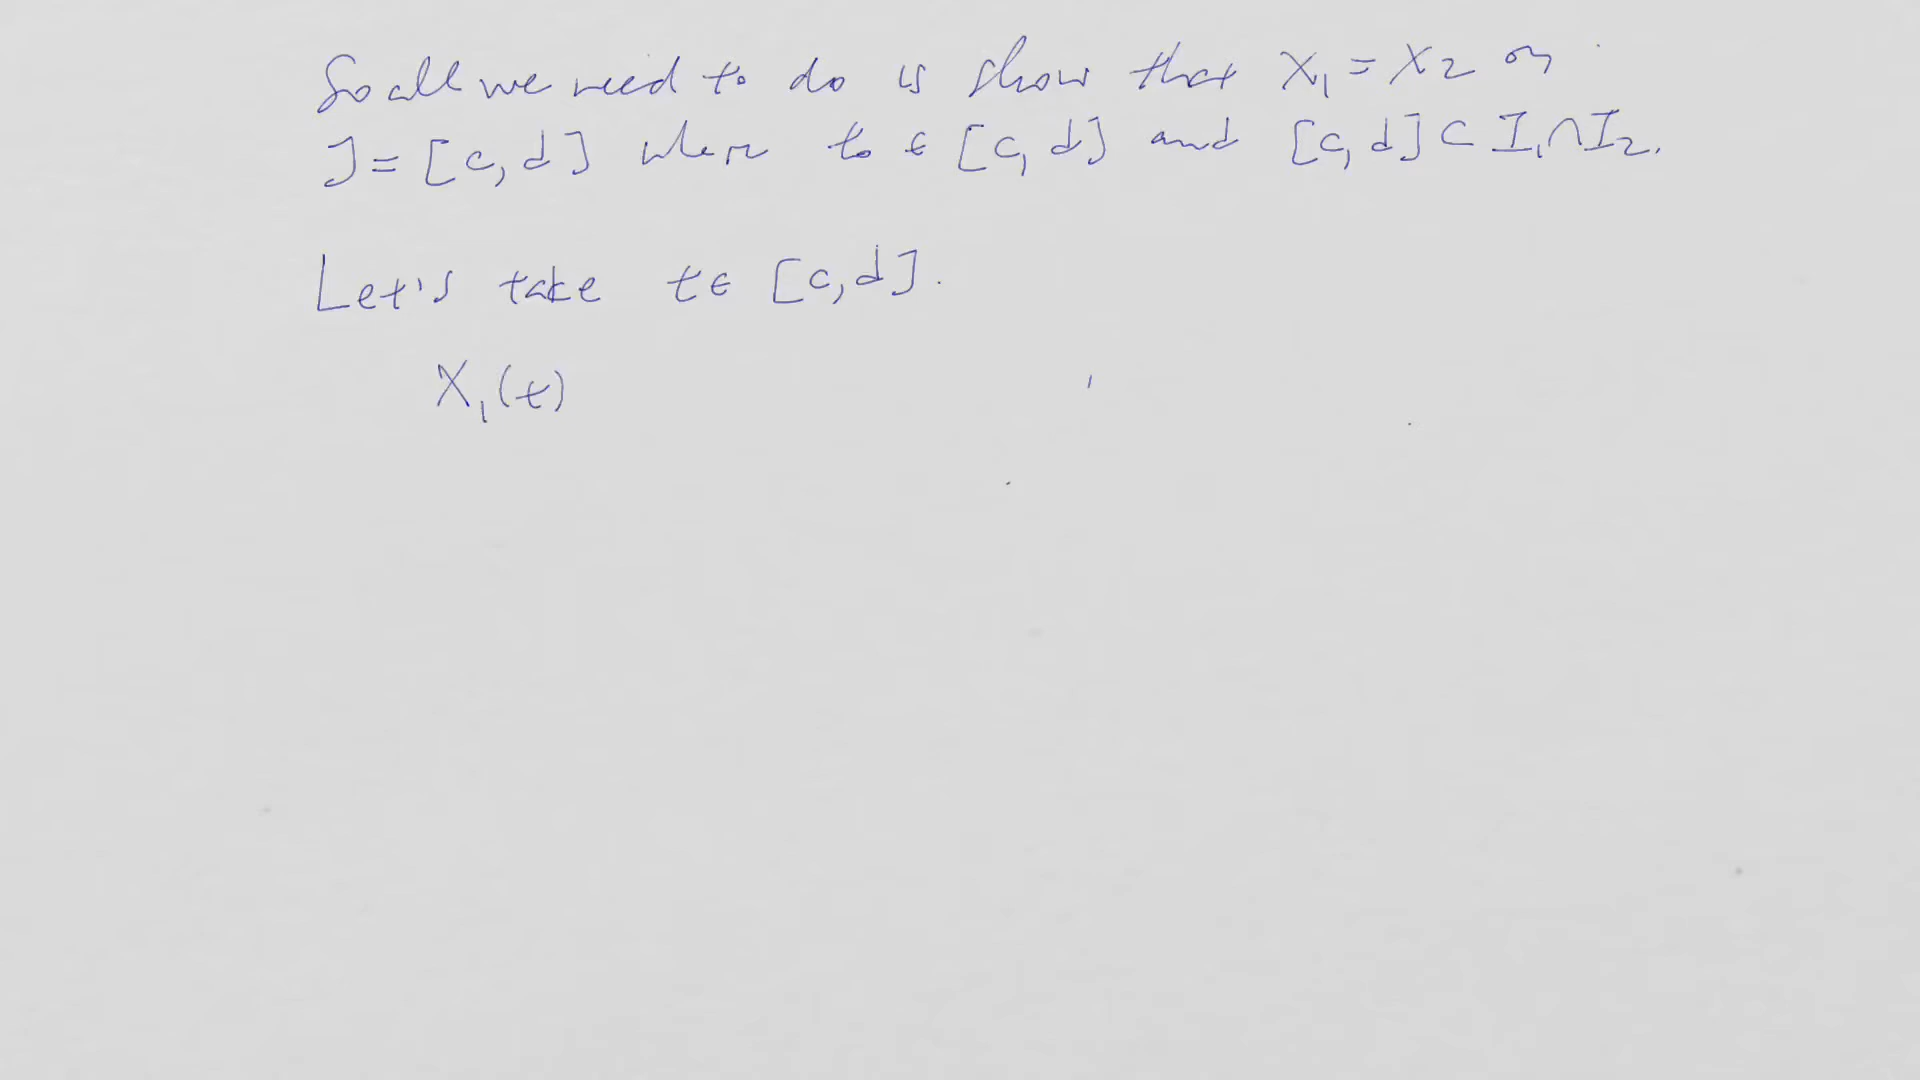 So all we need to do is show that X₁ = X₂ on
J = [c, d] where t₀ ∈ [c, d] and [c, d] ⊂ I₁∩I₂.
Let's take t ∈ [c, d].
X₁(t)